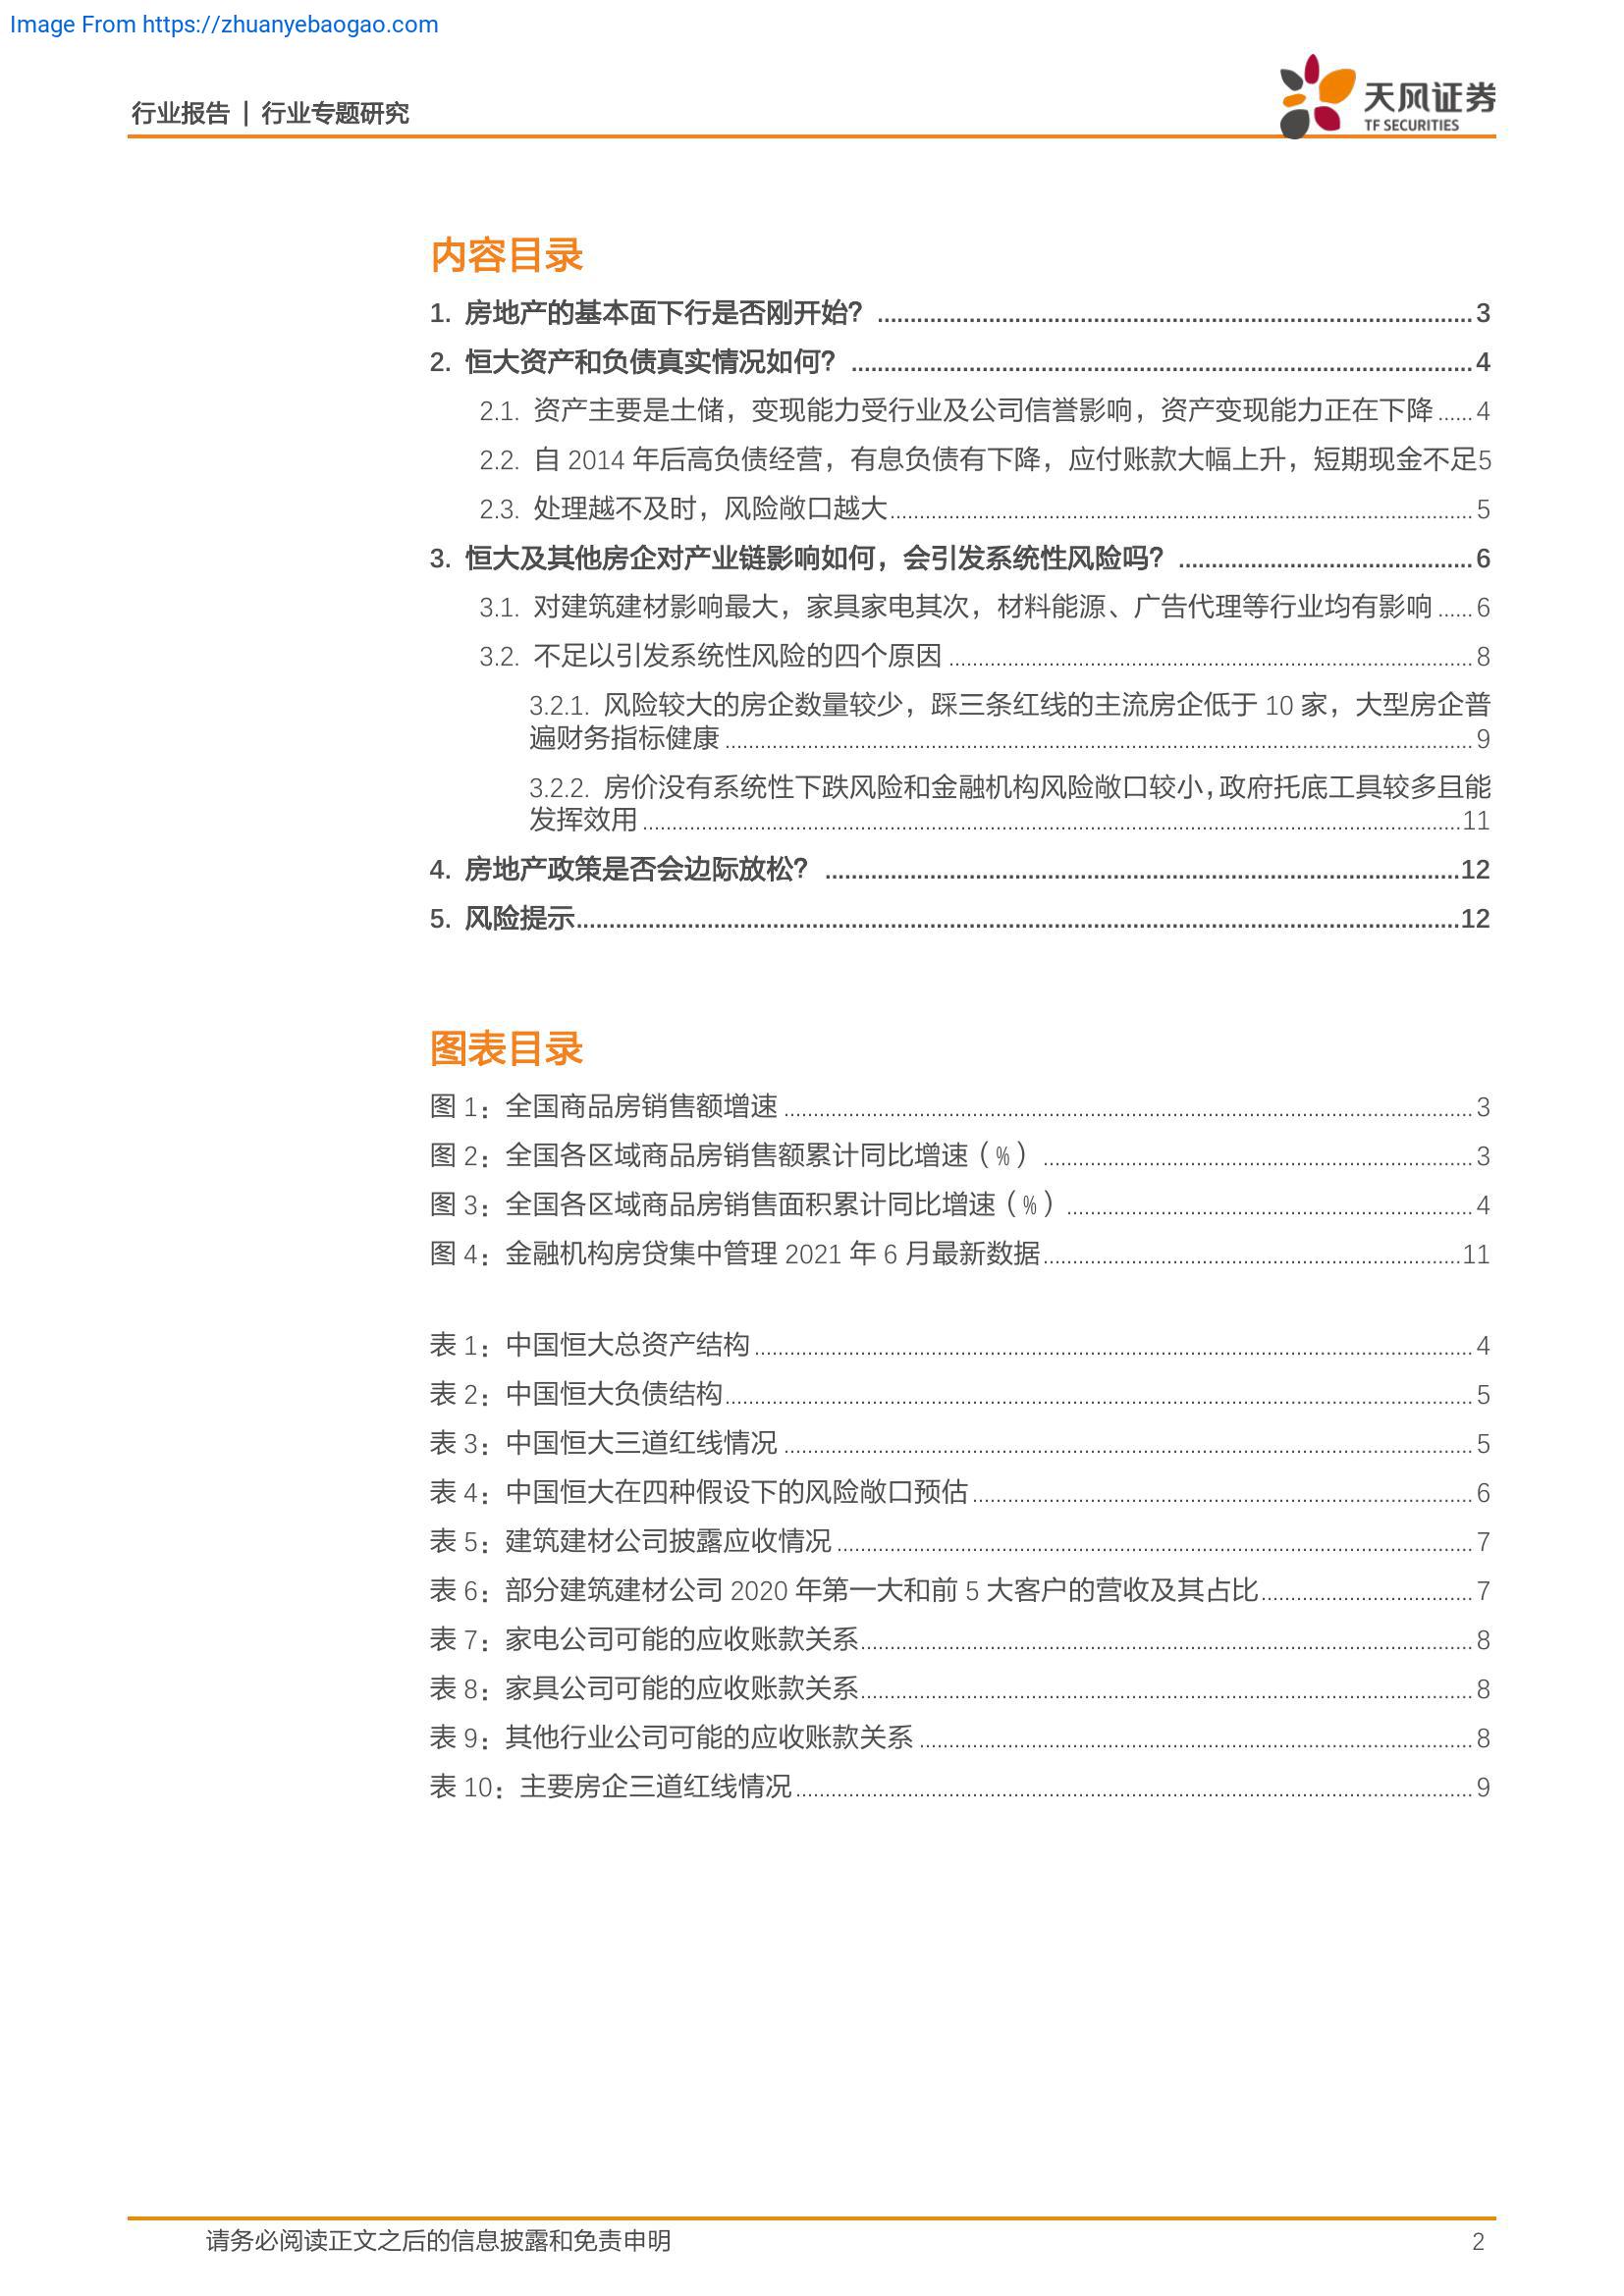 Image From https://zhuanyebaogao.com
行业报告 | 行业专题研究
天风证券
TF SECURITIES
内容目录
1. 房地产的基本面下行是否刚开始？ ........ 3
2. 恒大资产和负债真实情况如何？ ........ 4
2.1. 资产主要是土储，变现能力受行业及公司信誉影响，资产变现能力正在下降 ...... 4
2.2. 自 2014 年后高负债经营，有息负债有下降，应付账款大幅上升，短期现金不足5
2.3. 处理越不及时，风险敞口越大 ........ 5
3. 恒大及其他房企对产业链影响如何，会引发系统性风险吗？ ........ 6
3.1. 对建筑建材影响最大，家具家电其次，材料能源、广告代理等行业均有影响 ...... 6
3.2. 不足以引发系统性风险的四个原因 ........ 8
3.2.1. 风险较大的房企数量较少，踩三条红线的主流房企低于 10 家，大型房企普
遍财务指标健康 ........ 9
3.2.2. 房价没有系统性下跌风险和金融机构风险敞口较小，政府托底工具较多且能
发挥效用 ........ 11
4. 房地产政策是否会边际放松？ ........ 12
5. 风险提示 ........ 12
图表目录
图 1：全国商品房销售额增速 ........ 3
图 2：全国各区域商品房销售额累计同比增速（%） ........ 3
图 3：全国各区域商品房销售面积累计同比增速（%） ........ 4
图 4：金融机构房贷集中管理 2021 年 6 月最新数据 ........ 11
表 1：中国恒大总资产结构 ........ 4
表 2：中国恒大负债结构 ........ 5
表 3：中国恒大三道红线情况 ........ 5
表 4：中国恒大在四种假设下的风险敞口预估 ........ 6
表 5：建筑建材公司披露应收情况 ........ 7
表 6：部分建筑建材公司 2020 年第一大和前 5 大客户的营收及其占比 ........ 7
表 7：家电公司可能的应收账款关系 ........ 8
表 8：家具公司可能的应收账款关系 ........ 8
表 9：其他行业公司可能的应收账款关系 ........ 8
表 10：主要房企三道红线情况 ........ 9
请务必阅读正文之后的信息披露和免责申明 2